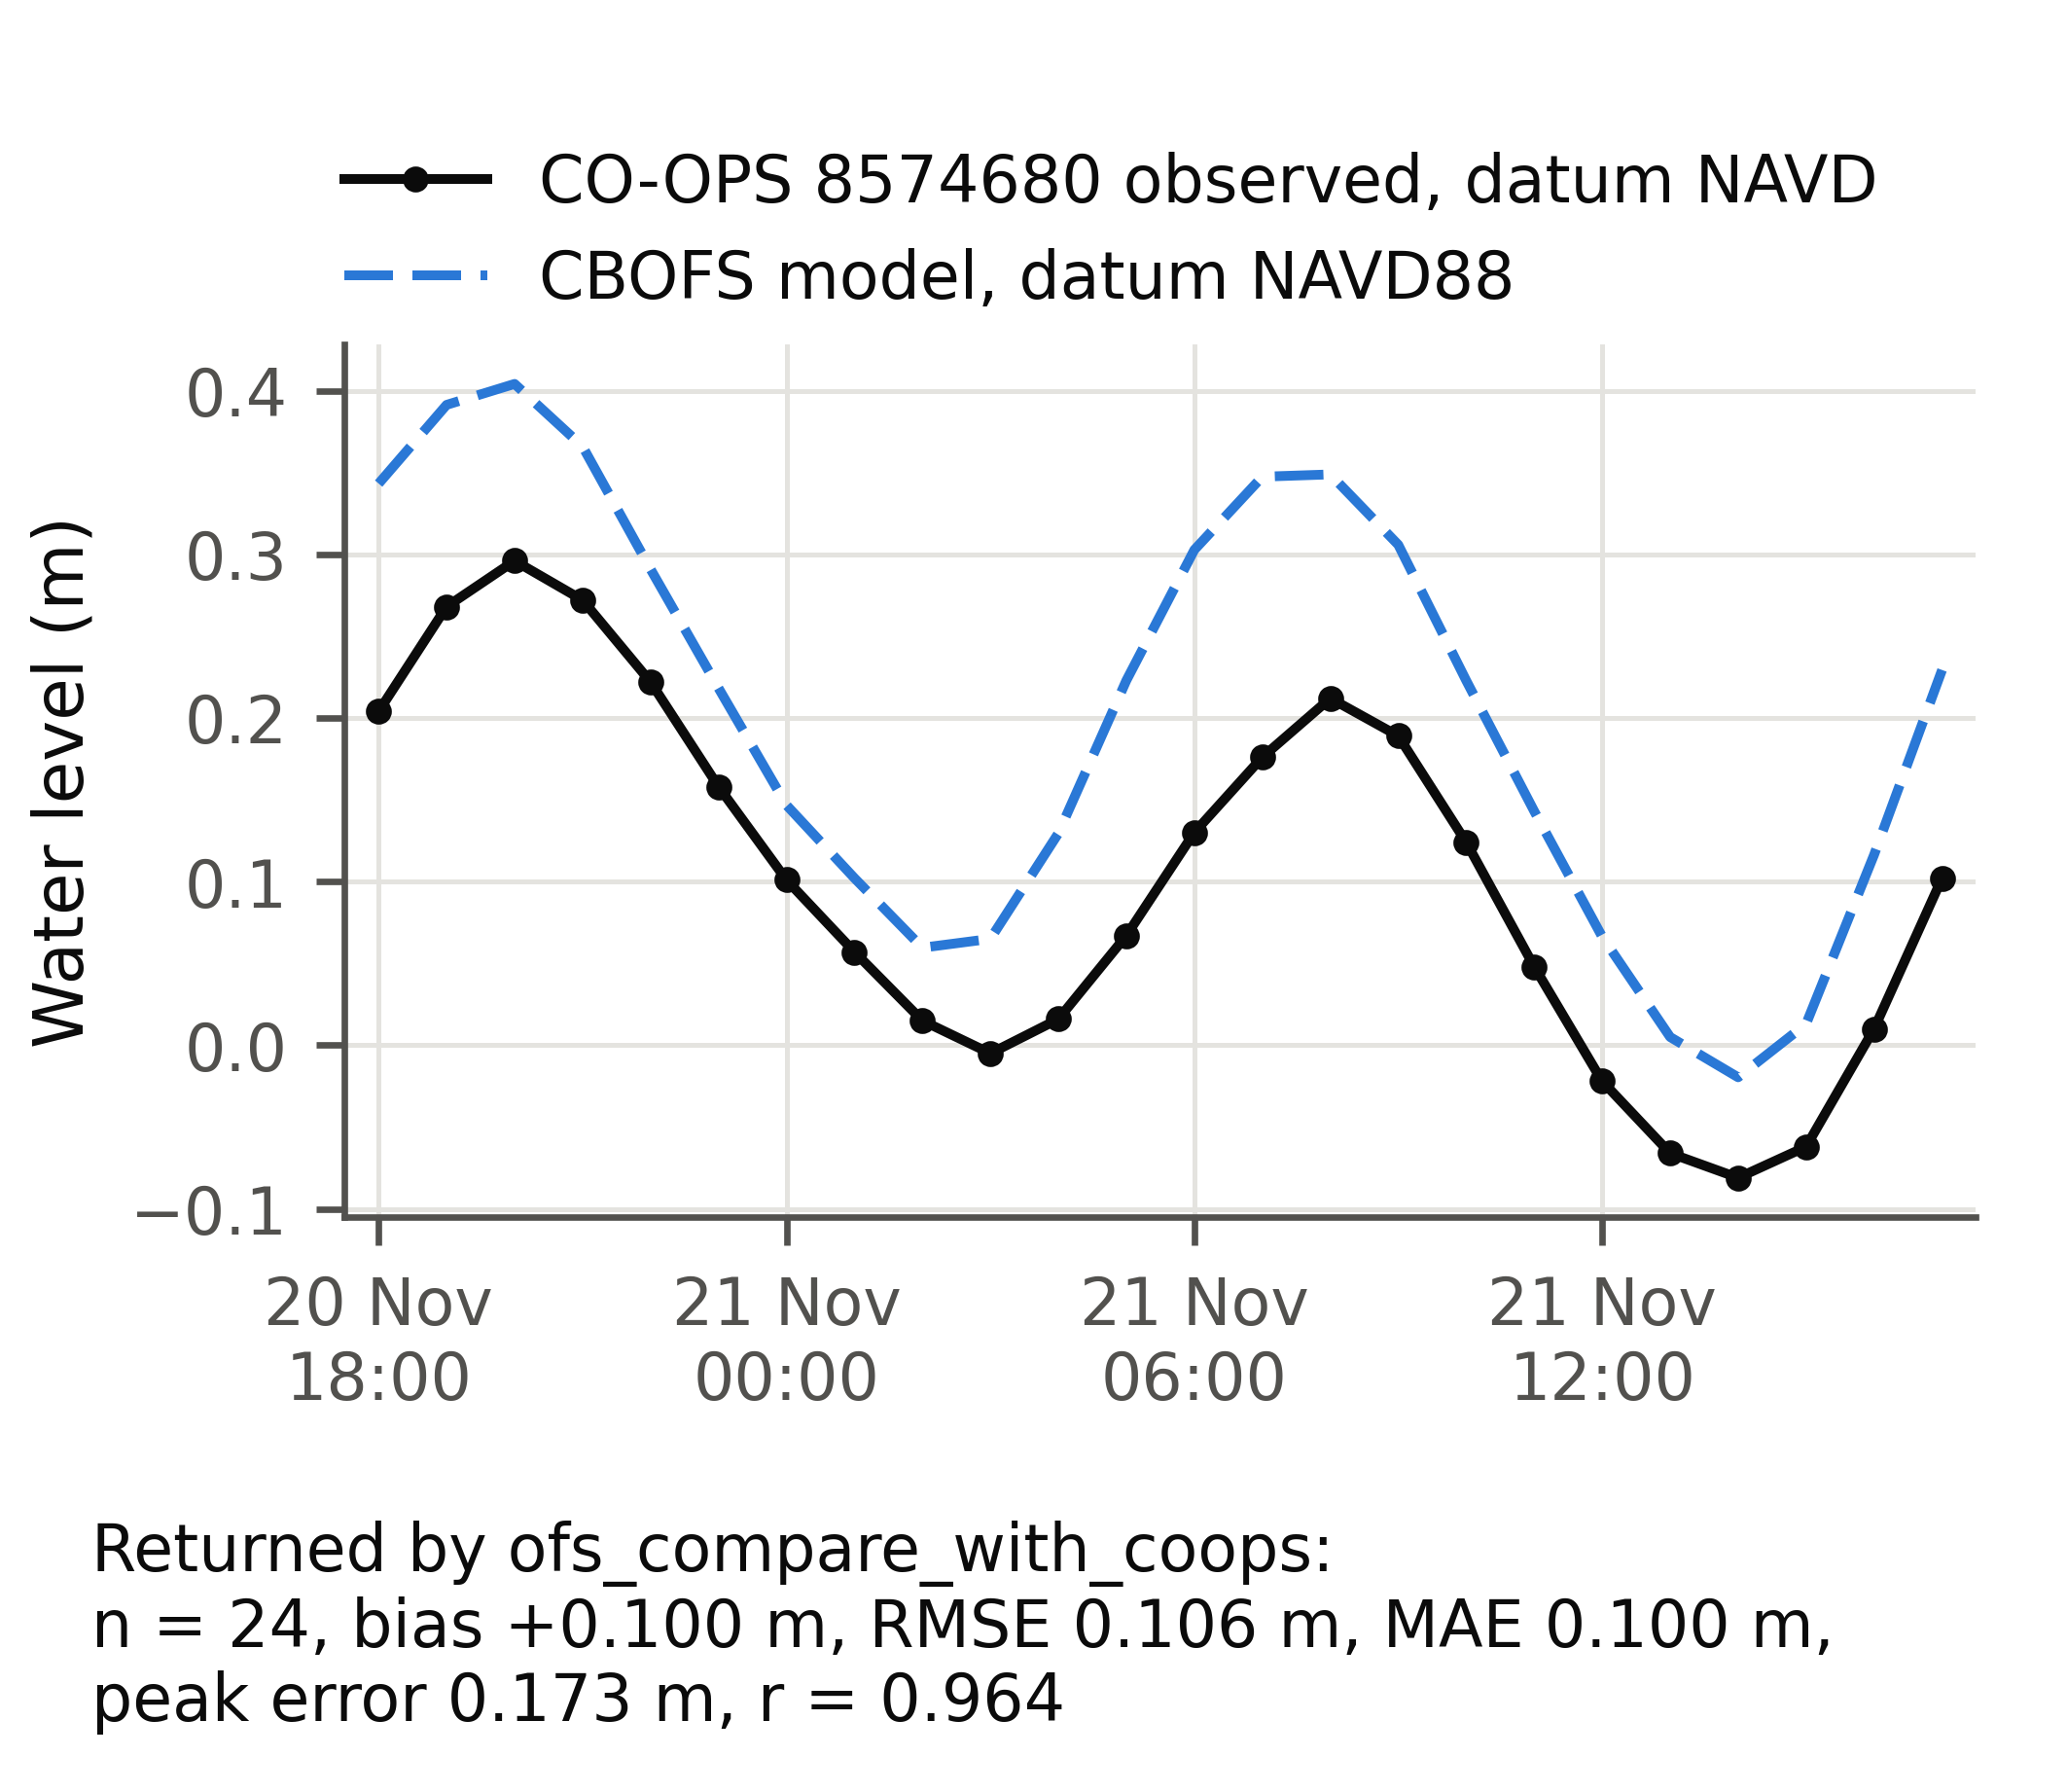 CO-OPS 8574680 observed, datum NAVD
CBOFS model, datum NAVD88
Water level (m)
0.4
0.3
0.2
0.1
0.0
−0.1
20 Nov
18:00
21 Nov
00:00
21 Nov
06:00
21 Nov
12:00
Returned by ofs_compare_with_coops:
n = 24, bias +0.100 m, RMSE 0.106 m, MAE 0.100 m,
peak error 0.173 m, r = 0.964